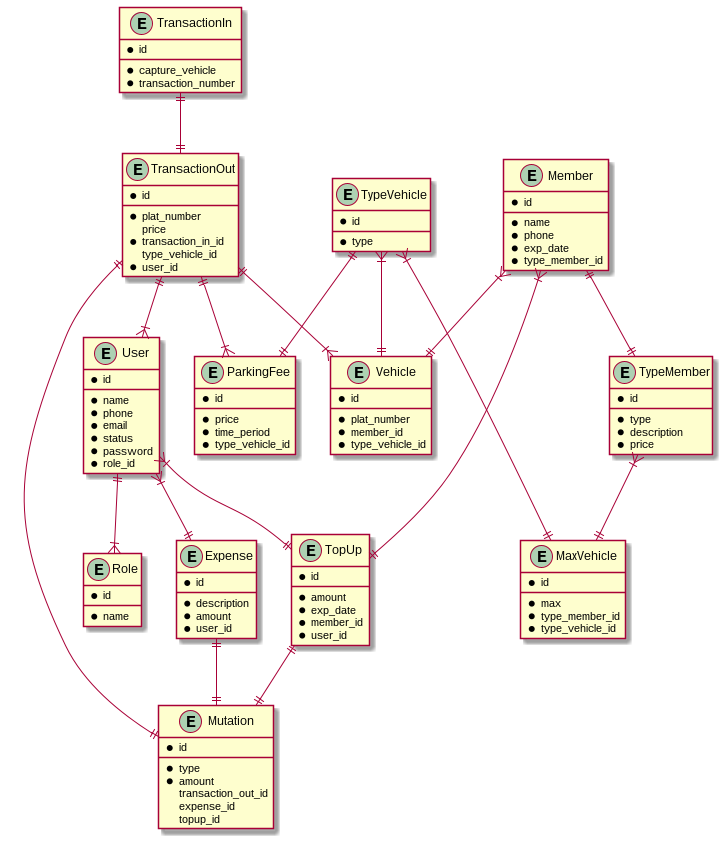 E TransactionIn
id
capture_vehicle
transaction_number
E TransactionOut
id
plat_number
price
transaction_in_id
type_vehicle_id
user_id
E TypeVehicle
id
type
E Member
id
name
phone
exp_date
type_member_id
E User
id
name
phone
email
status
password
role_id
E ParkingFee
id
price
time_period
type_vehicle_id
E Vehicle
id
plat_number
member_id
type_vehicle_id
E TypeMember
id
type
description
price
E Role
id
name
E Expense
id
description
amount
user_id
E TopUp
id
amount
exp_date
member_id
user_id
E MaxVehicle
id
max
type_member_id
type_vehicle_id
E Mutation
id
type
amount
transaction_out_id
expense_id
topup_id